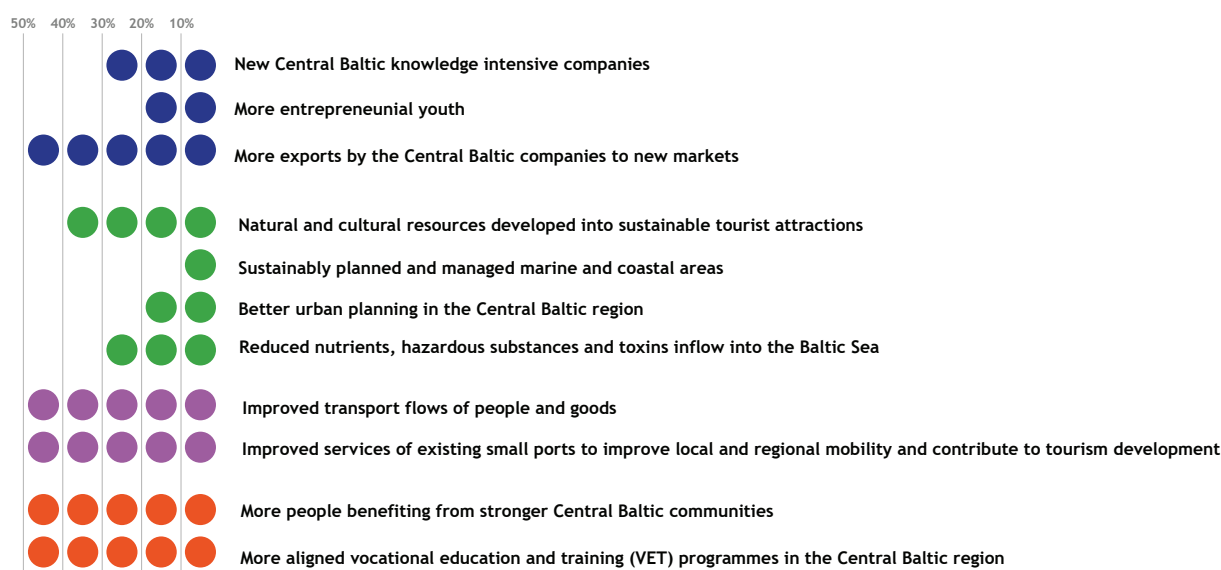 50% 40% 30% 20% 10%
New Central Baltic knowledge intensive companies
More entrepreneunial youth
More exports by the Central Baltic companies to new markets
Natural and cultural resources developed into sustainable tourist attractions
Sustainably planned and managed marine and coastal areas
Better urban planning in the Central Baltic region
Reduced nutrients, hazardous substances and toxins inflow into the Baltic Sea
Improved transport flows of people and goods
Improved services of existing small ports to improve local and regional mobility and contribute to tourism development
More people benefiting from stronger Central Baltic communities
More aligned vocational education and training (VET) programmes in the Central Baltic region